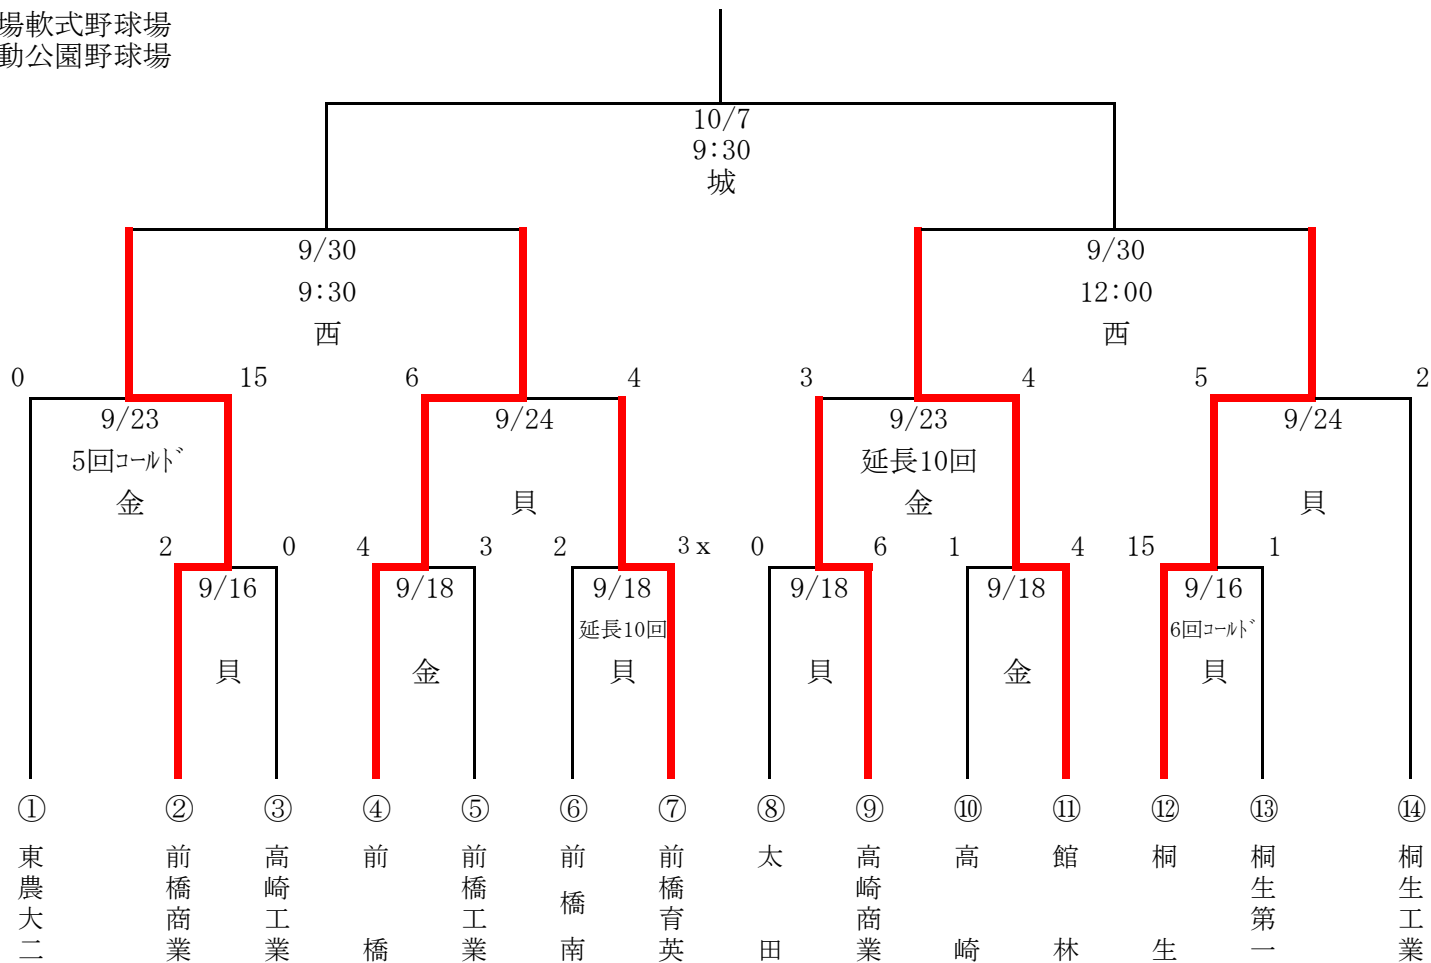 場軟式野球場
動公園野球場
10/7
9:30
城
9/30
9:30
西
9/30
12:00
西
0
15
6
4
3
4
5
2
9/23
5回ｺｰﾙﾄﾞ
金
9/24
貝
9/23
延長10回
金
9/24
貝
2
0
4
3
2
3x
0
6
1
4
15
1
9/16
貝
9/18
金
9/18
延長10回
貝
9/18
貝
9/18
金
9/16
6回ｺｰﾙﾄﾞ
貝
①
②
③
④
⑤
⑥
⑦
⑧
⑨
⑩
⑪
⑫
⑬
⑭
東農大二
前橋商業
高崎工業
前橋
前橋工業
前橋南
前橋育英
太田
高崎商業
高崎
館林
桐生
桐生第一
桐生工業